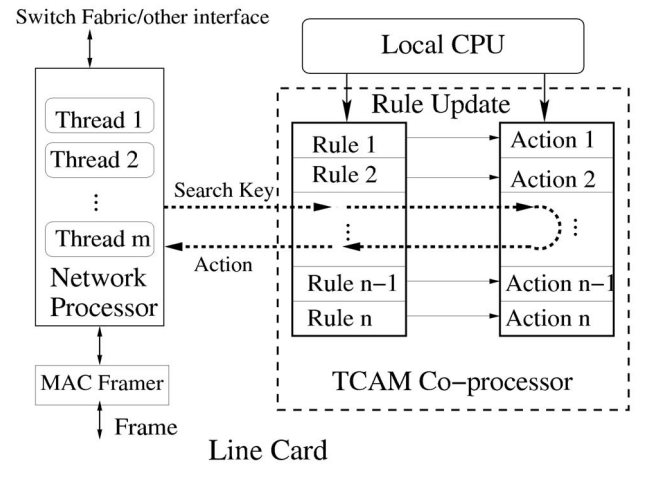 Switch Fabric/other interface
Local CPU
Rule Update
Thread 1
Thread 2
⋮
Thread m
Network
Processor
Search Key
Action
Rule 1
Rule 2
⋮
Rule n−1
Rule n
Action 1
Action 2
⋮
Action n−1
Action n
MAC Framer
TCAM Co−processor
Frame
Line Card